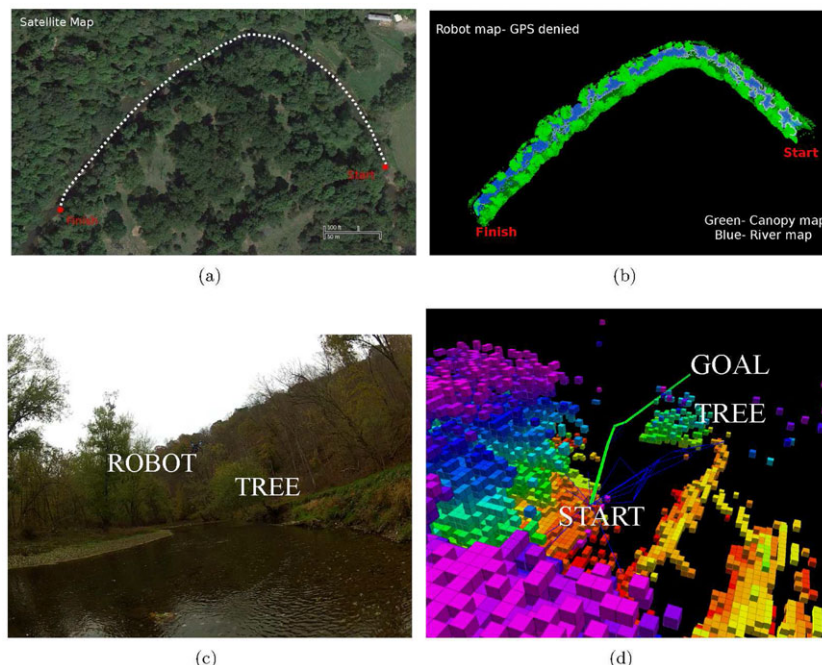 Satellite Map
Start
Finish
500 ft
50 m
(a)
Robot map- GPS denied
Start
Finish
Green- Canopy map
Blue- River map
(b)
ROBOT
TREE
(c)
GOAL
TREE
START
(d)